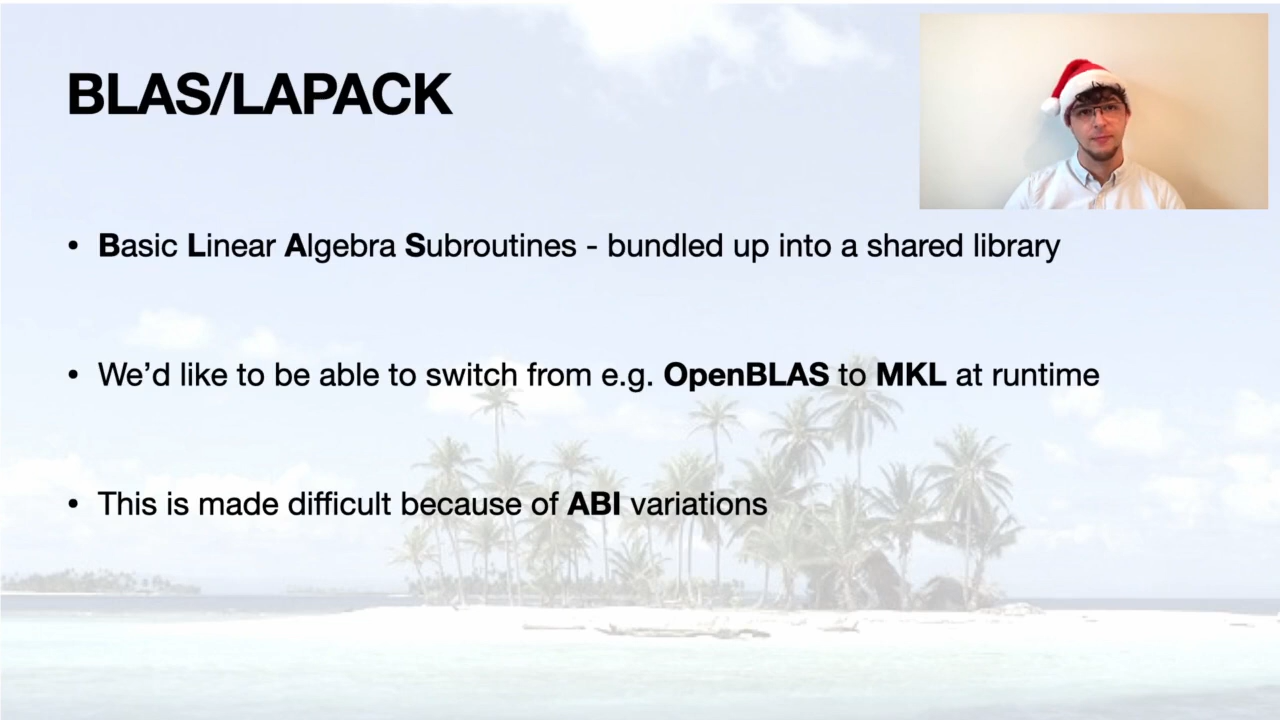 BLAS/LAPACK
• Basic Linear Algebra Subroutines - bundled up into a shared library
• We’d like to be able to switch from e.g. OpenBLAS to MKL at runtime
• This is made difficult because of ABI variations